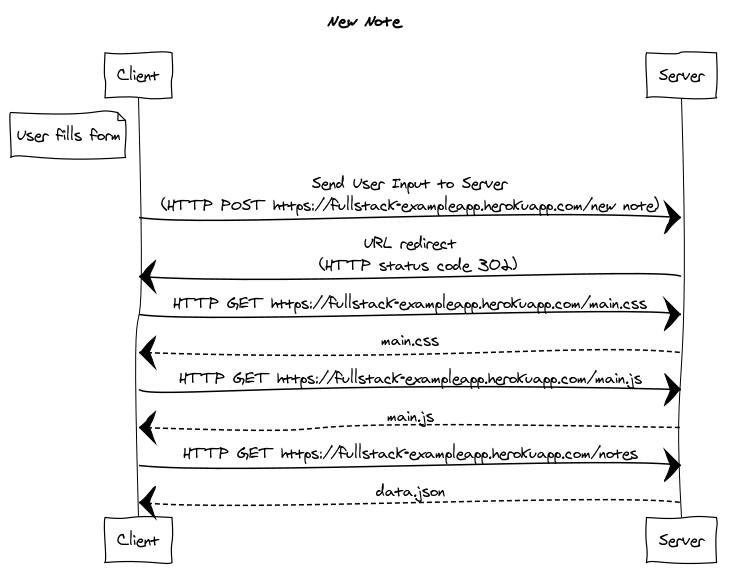 New Note
Client
Server
User fills form
Send User Input to Server
(HTTP POST https://fullstack-exampleapp.herokuapp.com/new note)
URL redirect
(HTTP status code 302)
HTTP GET https://fullstack-exampleapp.herokuapp.com/main.css
main.css
HTTP GET https://fullstack-exampleapp.herokuapp.com/main.js
main.js
HTTP GET https://fullstack-exampleapp.herokuapp.com/notes
data.json
Client
Server